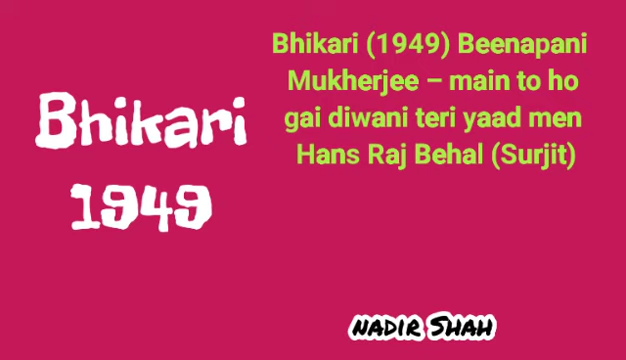 Bhikari
1949
Bhikari (1949) Beenapani
Mukherjee – main to ho
gai diwani teri yaad men
Hans Raj Behal (Surjit)
NADIR SHAH